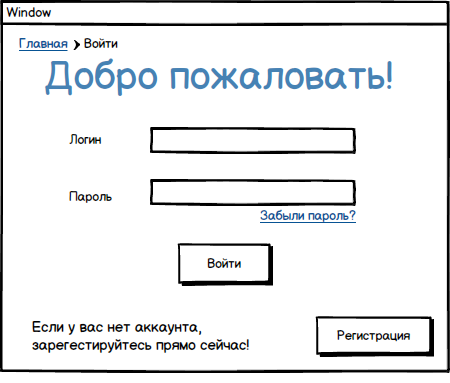 Window
Главная > Войти
Добро пожаловать!
Логин
Пароль
Забыли пароль?
Войти
Если у вас нет аккаунта,
зарегестируйтесь прямо сейчас!
Регистрация